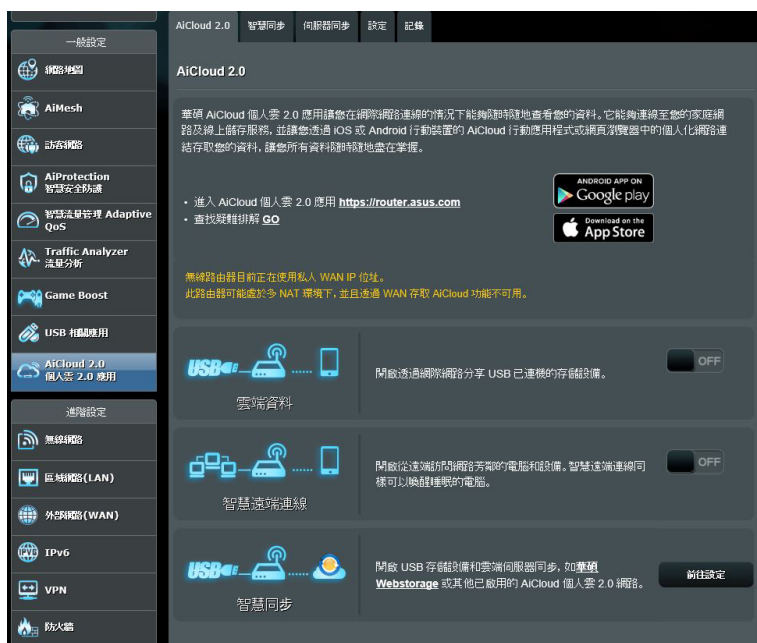 AiCloud 2.0
智慧同步
伺服器同步
設定
記錄
一般設定
網路地圖
AiMesh
訪客網路
AiProtection
智慧安全防護
智慧流量管理 Adaptive
QoS
Traffic Analyzer
流量分析
Game Boost
USB 相關應用
AiCloud 2.0
個人雲 2.0 應用
進階設定
無線網路
區域網路(LAN)
外部網路(WAN)
IPv6
VPN
防火牆
AiCloud 2.0
華碩 AiCloud 個人雲 2.0 應用讓您在網際網路連線的情況下能夠隨時隨地查看您的資料。它能夠連線至您的家庭網
路及線上儲存服務，並讓您透過 iOS 或 Android 行動裝置的 AiCloud 行動應用程式或網頁瀏覽器中的個人化網路連
結存取您的資料，讓您所有資料隨時隨地盡在掌握。
• 進入 AiCloud 個人雲 2.0 應用 https://router.asus.com
• 查找疑難排解 GO
ANDROID APP ON
Google play
Download on the
App Store
無線路由器目前正在使用私人 WAN IP 位址。
此路由器可能處於多 NAT 環境下，並且透過 WAN 存取 AiCloud 功能不可用。
USB
雲端資料
開啟透過網際網路分享 USB 已連機的存儲設備。
OFF
智慧遠端連線
開啟從遠端訪問網路芳鄰的電腦和設備。智慧遠端連線同
樣可以喚醒睡眠的電腦。
OFF
USB
智慧同步
開啟 USB 存儲設備和雲端伺服器同步，如華碩
Webstorage 或其他已啟用的 AiCloud 個人雲 2.0 網路。
前往設定